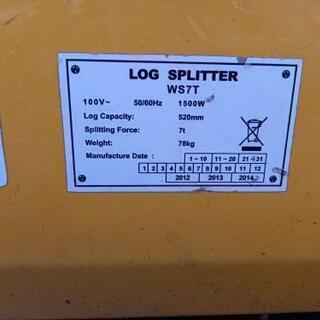 LOG SPLITTER
WS7T
100V~ 50/60Hz 1500W
Log Capacity: 520mm
Splitting Force: 7t
Weight: 78kg
Manufacture Date: 1~10 11~20 21~31
1 2 3 4 5 6 7 8 9 10 11 12
2012 2013 2014